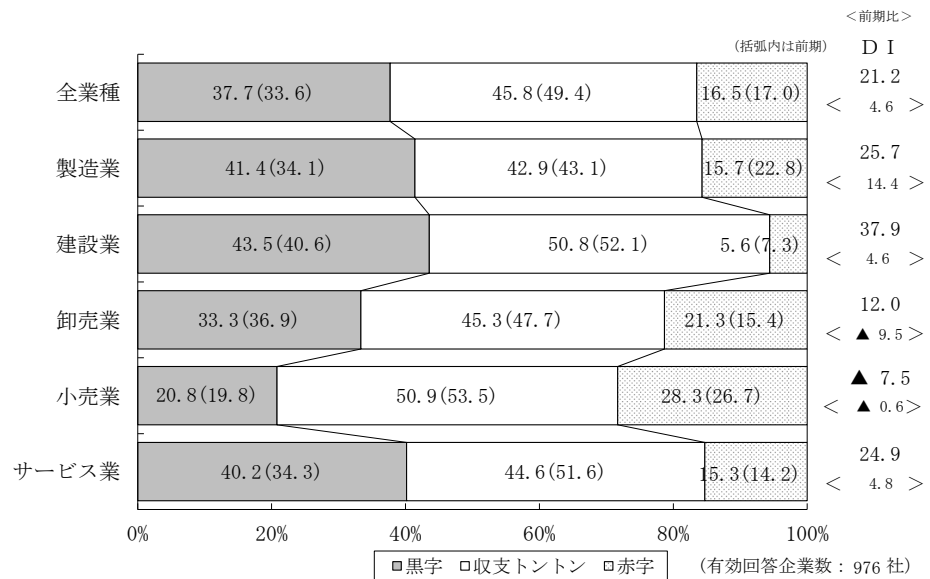 ＜前期比＞
(括弧内は前期) ＤＩ
全業種 37.7(33.6) 45.8(49.4) 16.5(17.0) 21.2
＜ 4.6 ＞
製造業 41.4(34.1) 42.9(43.1) 15.7(22.8) 25.7
＜ 14.4 ＞
建設業 43.5(40.6) 50.8(52.1) 5.6(7.3) 37.9
＜ 4.6 ＞
卸売業 33.3(36.9) 45.3(47.7) 21.3(15.4) 12.0
＜ ▲ 9.5 ＞
小売業 20.8(19.8) 50.9(53.5) 28.3(26.7) ▲ 7.5
＜ ▲ 0.6 ＞
サービス業 40.2(34.3) 44.6(51.6) 15.3(14.2) 24.9
＜ 4.8 ＞
0% 20% 40% 60% 80% 100%
黒字 収支トントン 赤字 (有効回答企業数：976 社)